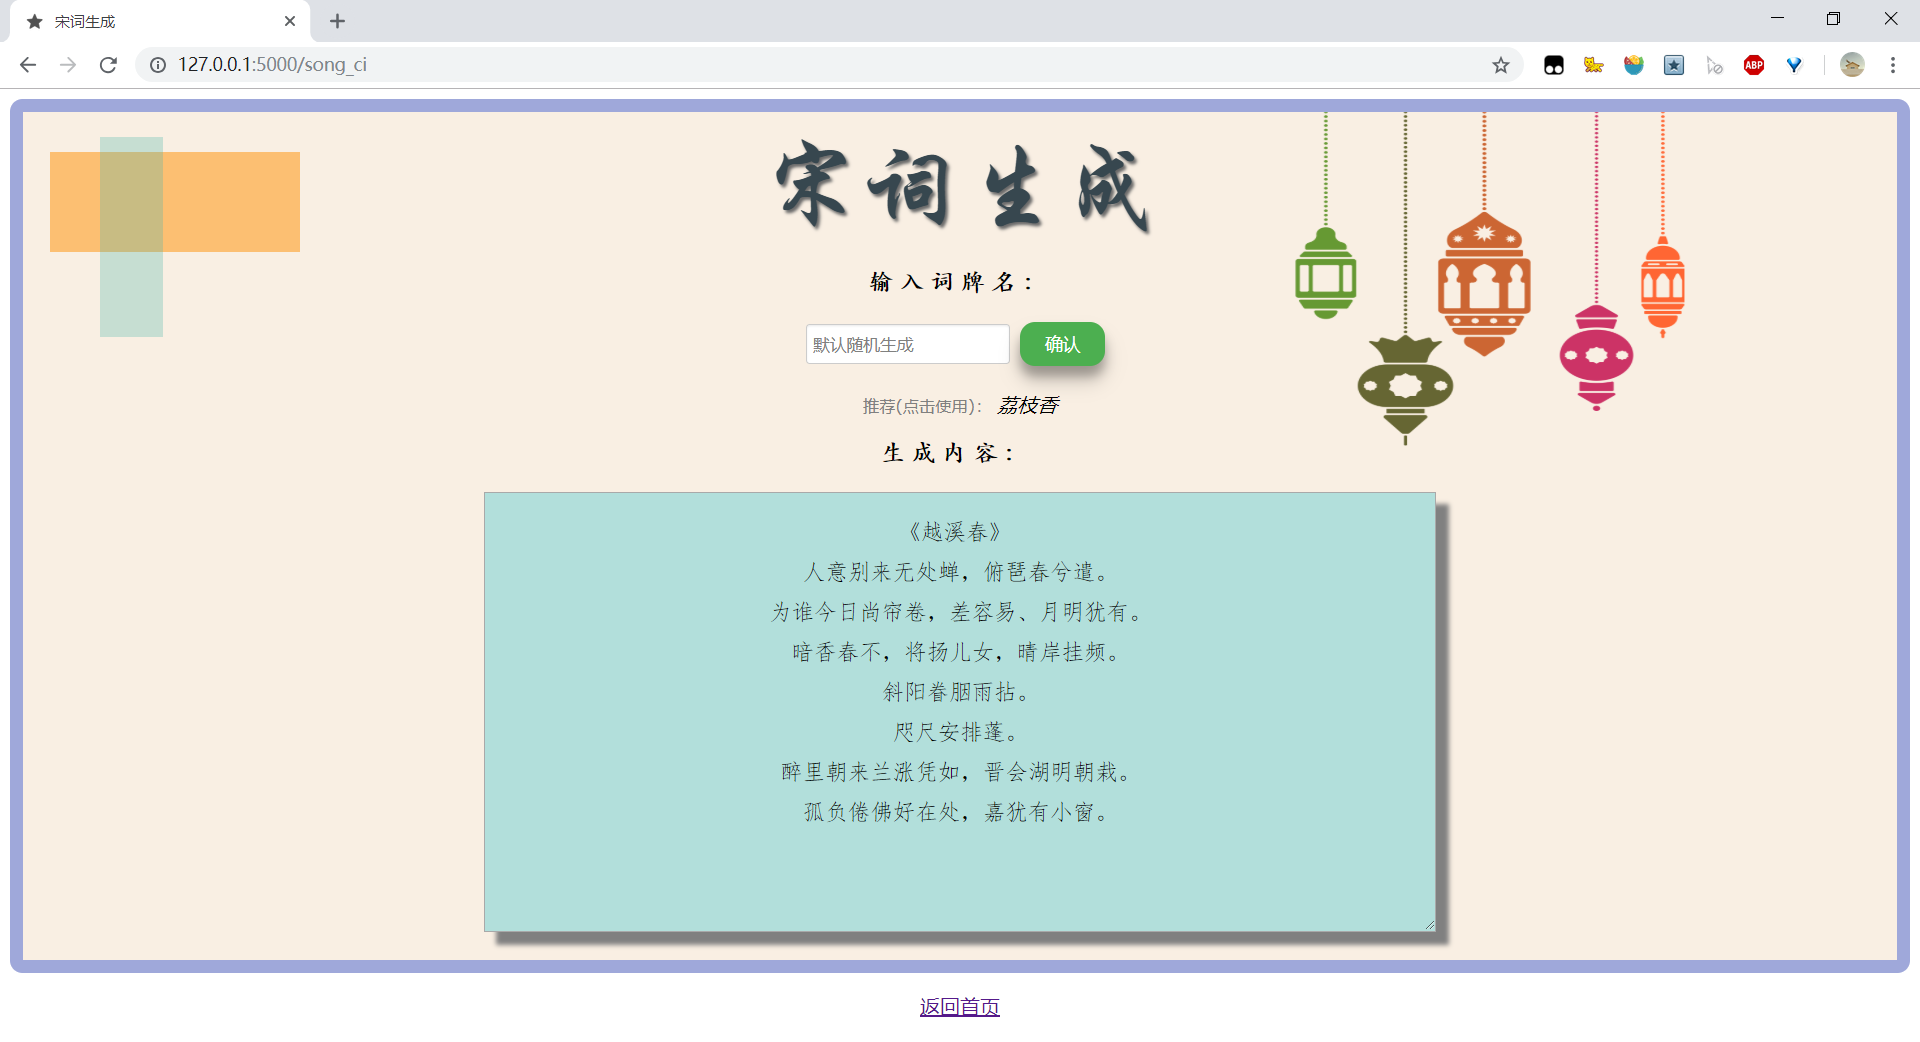 宋词生成
127.0.0.1:5000/song_ci
ABP
宋词生成
输入词牌名：
默认随机生成
确认
推荐(点击使用)： 荔枝香
生成内容：
《越溪春》
人意别来无处蝉，俯琶春兮遣。
为谁今日尚帘卷，差容易、月明犹有。
暗香春不，将扬儿女，晴岸挂频。
斜阳眷胭雨拈。
咫尺安排蓬。
醉里朝来兰涨凭如，晋会湖明朝栽。
孤负倦佛好在处，嘉犹有小窗。
返回首页